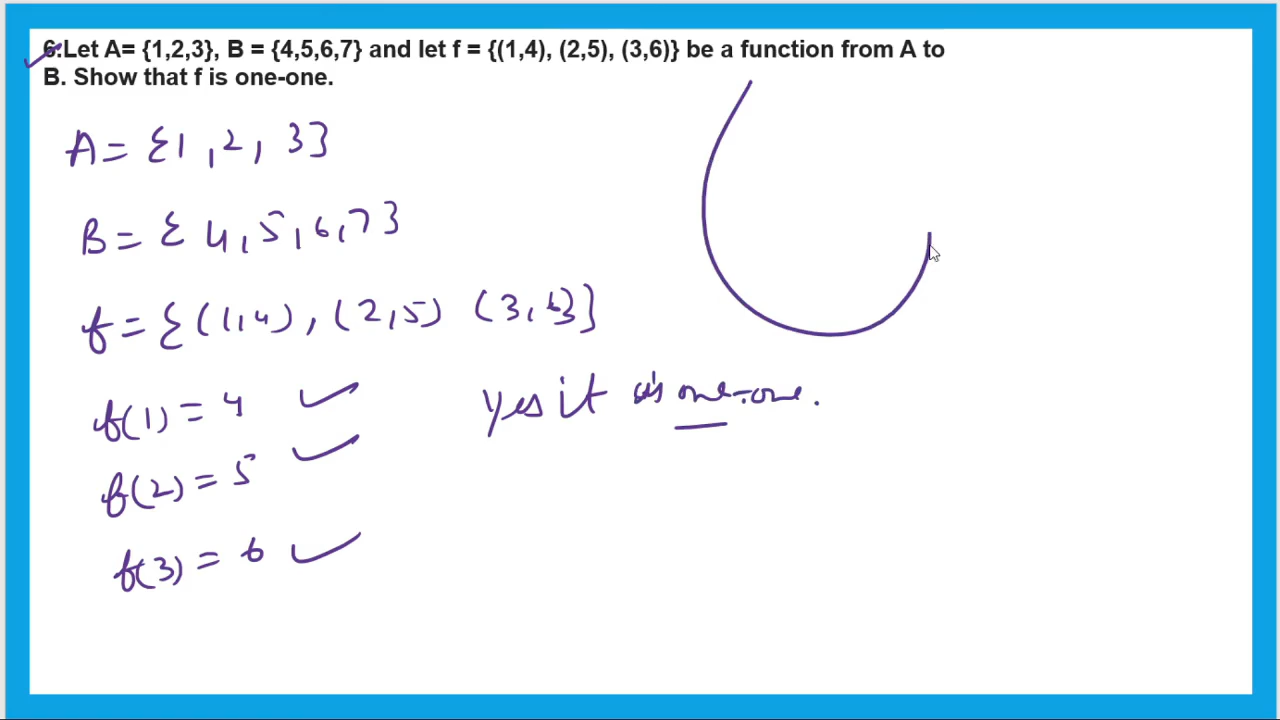 6.Let A= {1,2,3}, B = {4,5,6,7} and let f = {(1,4), (2,5), (3,6)} be a function from A to
B. Show that f is one-one.
A = {1, 2, 3}
B = {4, 5, 6, 7}
f = {(1,4), (2,5) (3,6)}
f(1) = 4
yes it is one-one.
f(2) = 5
f(3) = 6